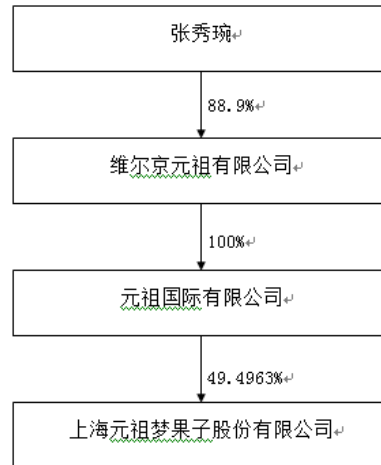 张秀琬
88.9%
维尔京元祖有限公司
100%
元祖国际有限公司
49.4963%
上海元祖梦果子股份有限公司